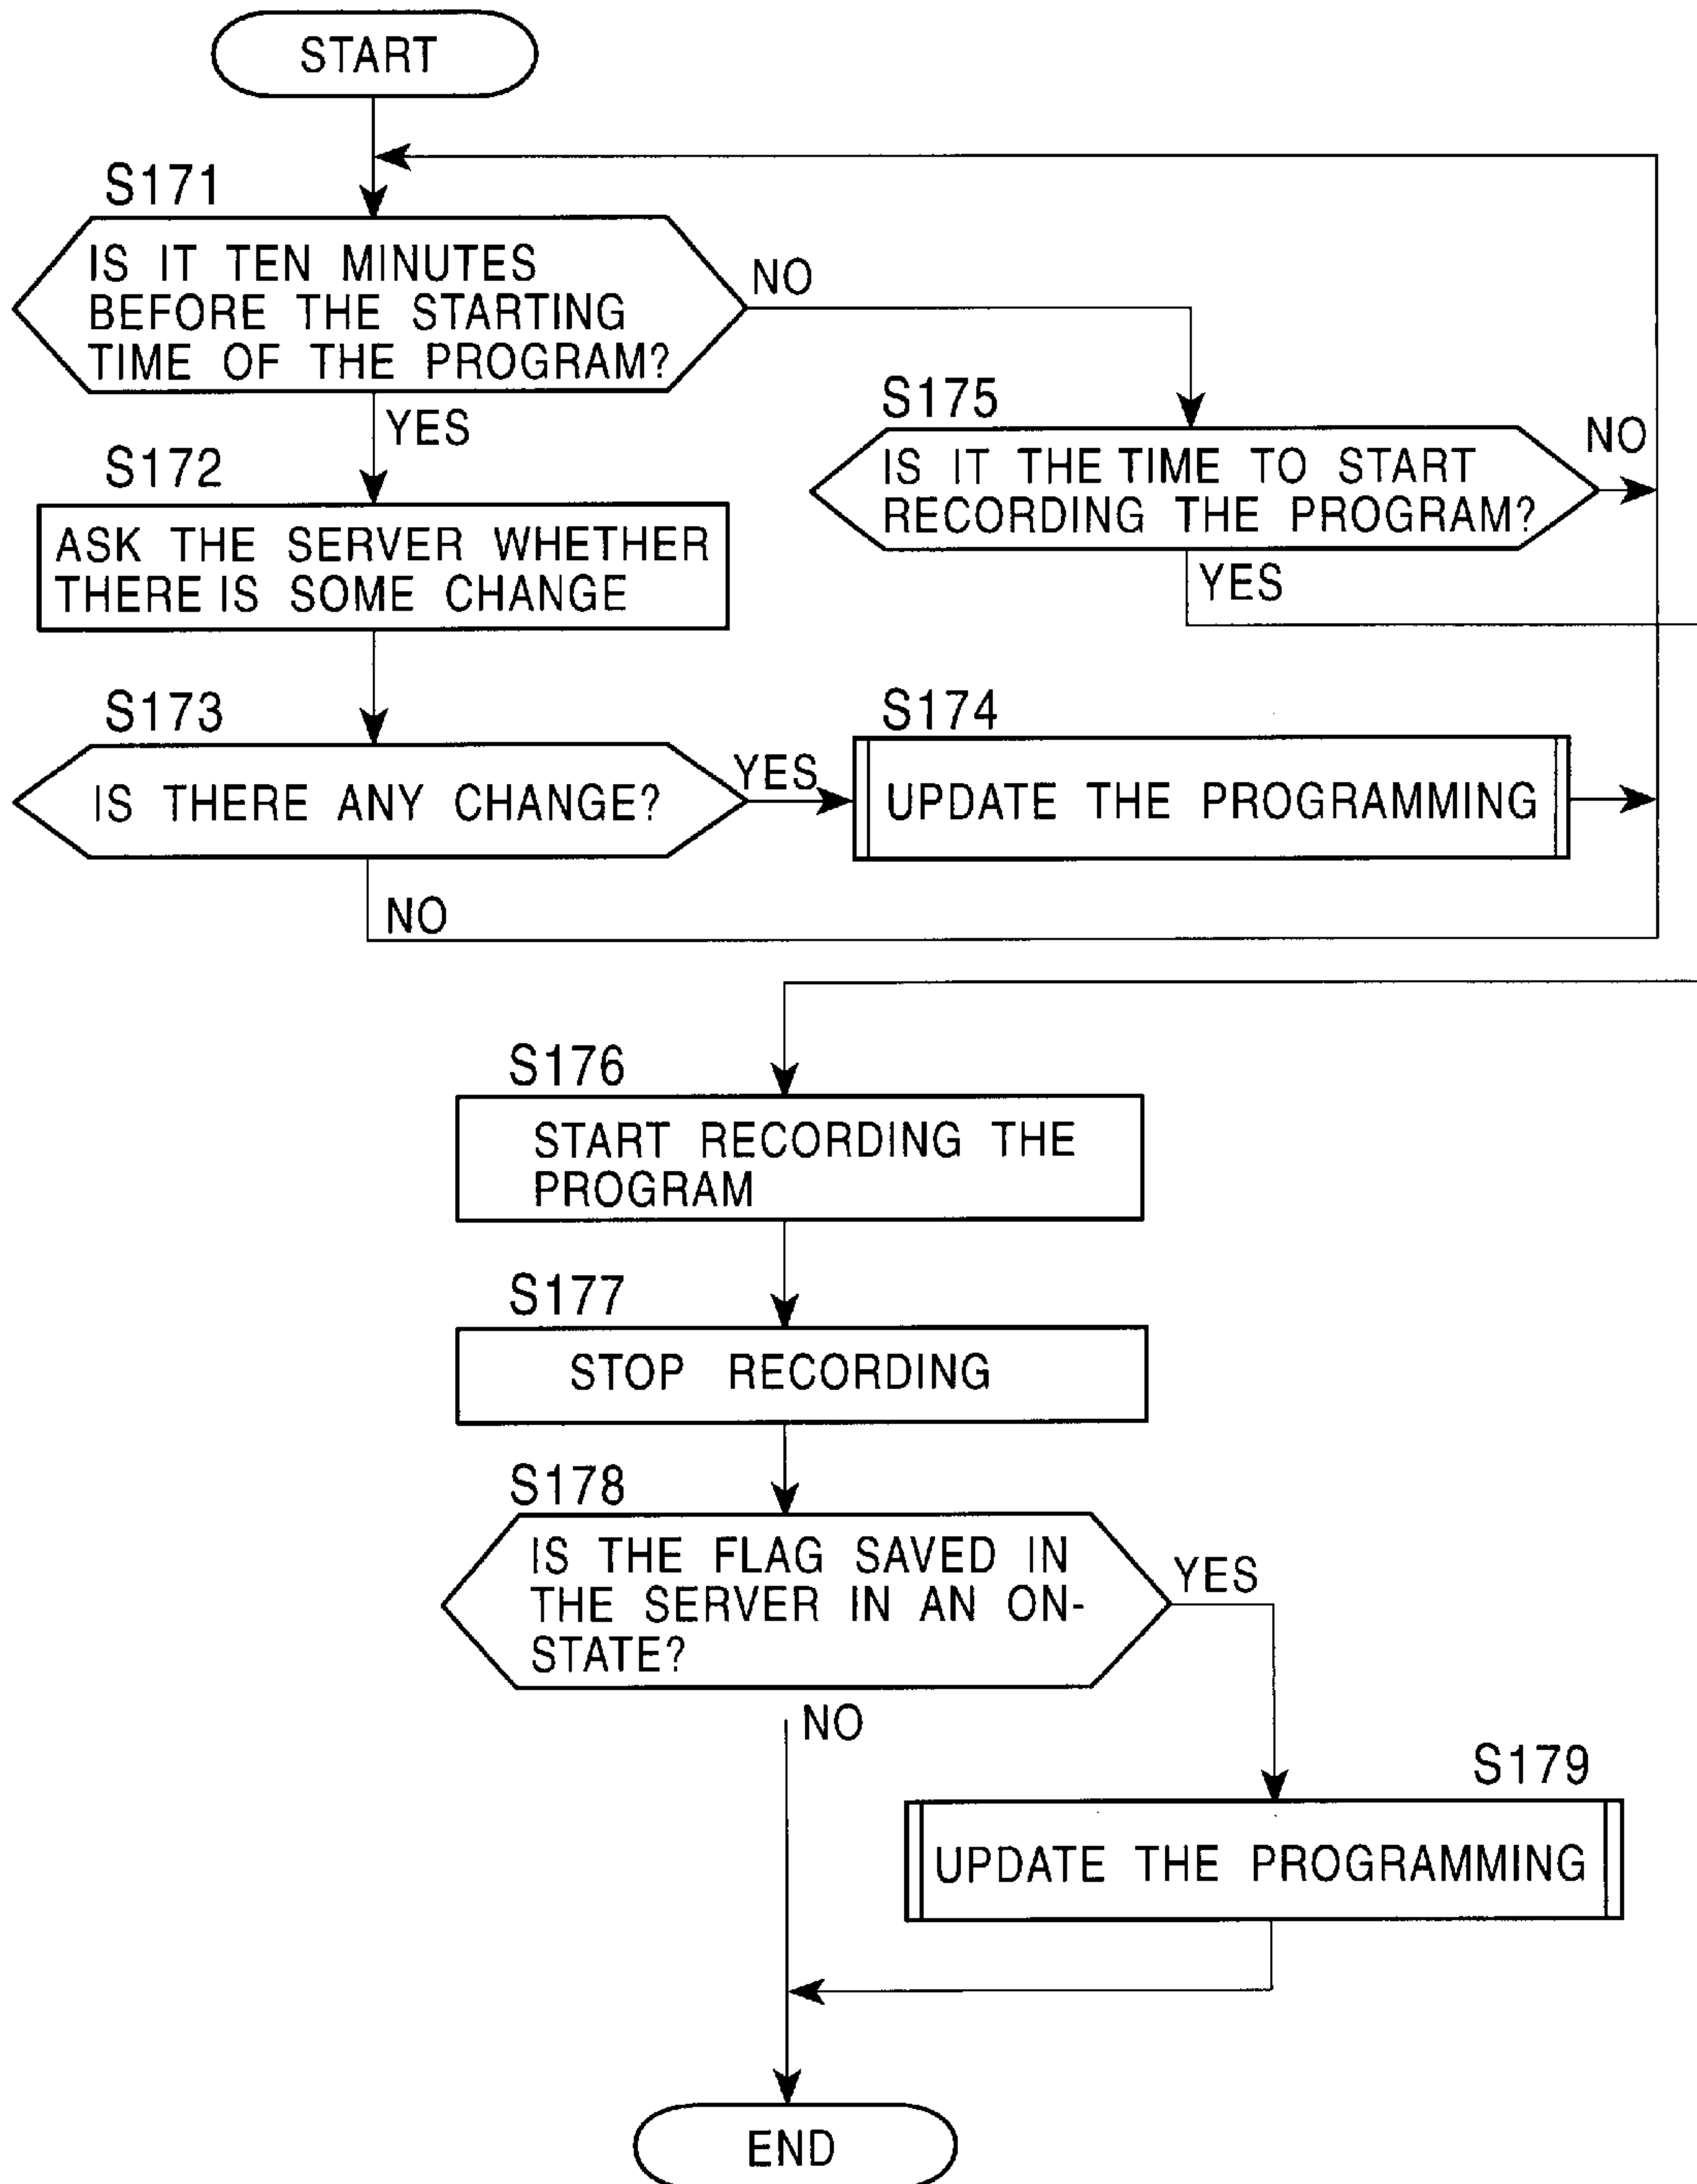 START
S171
IS IT TEN MINUTES
BEFORE THE STARTING
TIME OF THE PROGRAM?
NO
YES
S175
IS IT THE TIME TO START
RECORDING THE PROGRAM?
NO
YES
S172
ASK THE SERVER WHETHER
THERE IS SOME CHANGE
S173
IS THERE ANY CHANGE?
YES
NO
S174
UPDATE THE PROGRAMMING
S176
START RECORDING THE
PROGRAM
S177
STOP RECORDING
S178
IS THE FLAG SAVED IN
THE SERVER IN AN ON-
STATE?
YES
NO
S179
UPDATE THE PROGRAMMING
END